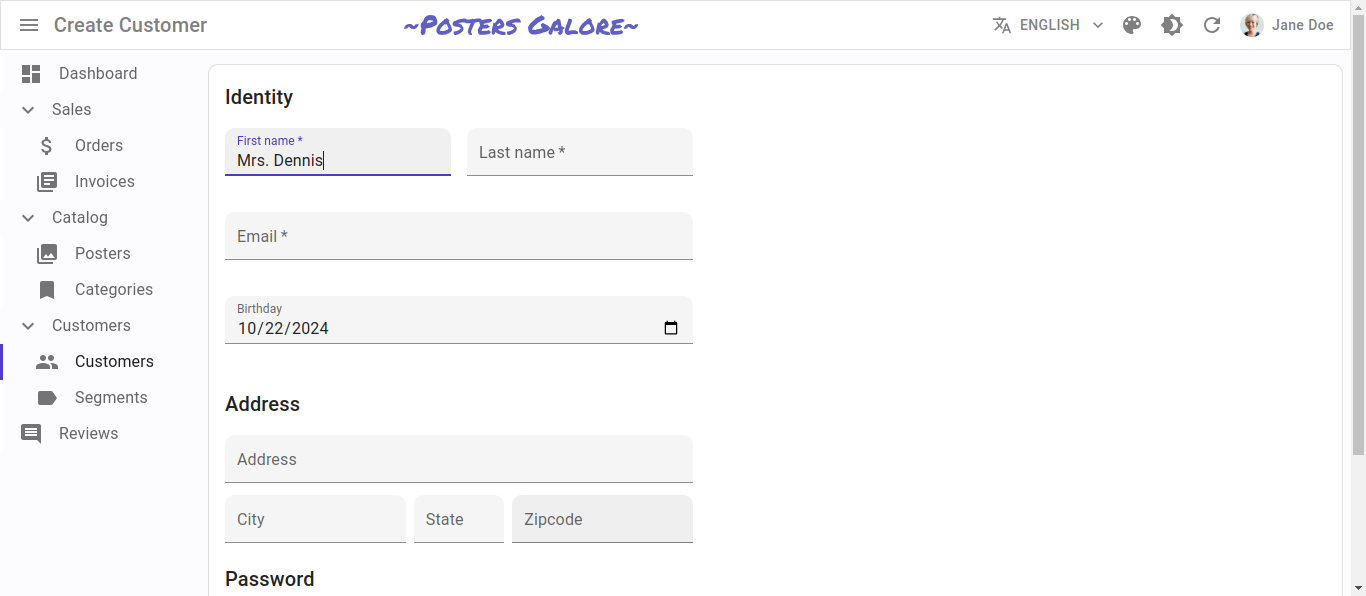 Create Customer
~Posters Galore~
ENGLISH
Jane Doe
Dashboard
Sales
Orders
Invoices
Catalog
Posters
Categories
Customers
Customers
Segments
Reviews
Identity
First name *
Mrs. Dennis
Last name *
Email *
Birthday
10/22/2024
Address
Address
City
State
Zipcode
Password